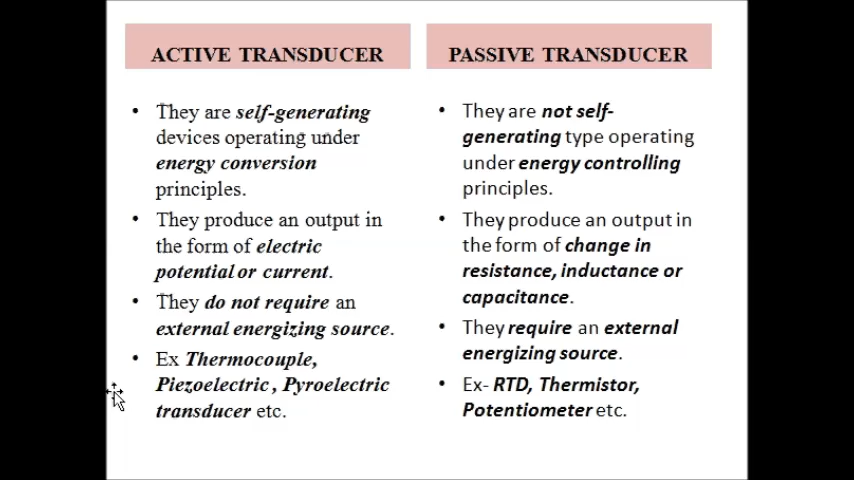 ACTIVE TRANSDUCER
• They are self-generating
devices operating under
energy conversion
principles.
• They produce an output in
the form of electric
potential or current.
• They do not require an
external energizing source.
• Ex Thermocouple,
Piezoelectric, Pyroelectric
transducer etc.
PASSIVE TRANSDUCER
• They are not self-
generating type operating
under energy controlling
principles.
• They produce an output in
the form of change in
resistance, inductance or
capacitance.
• They require an external
energizing source.
• Ex- RTD, Thermistor,
Potentiometer etc.